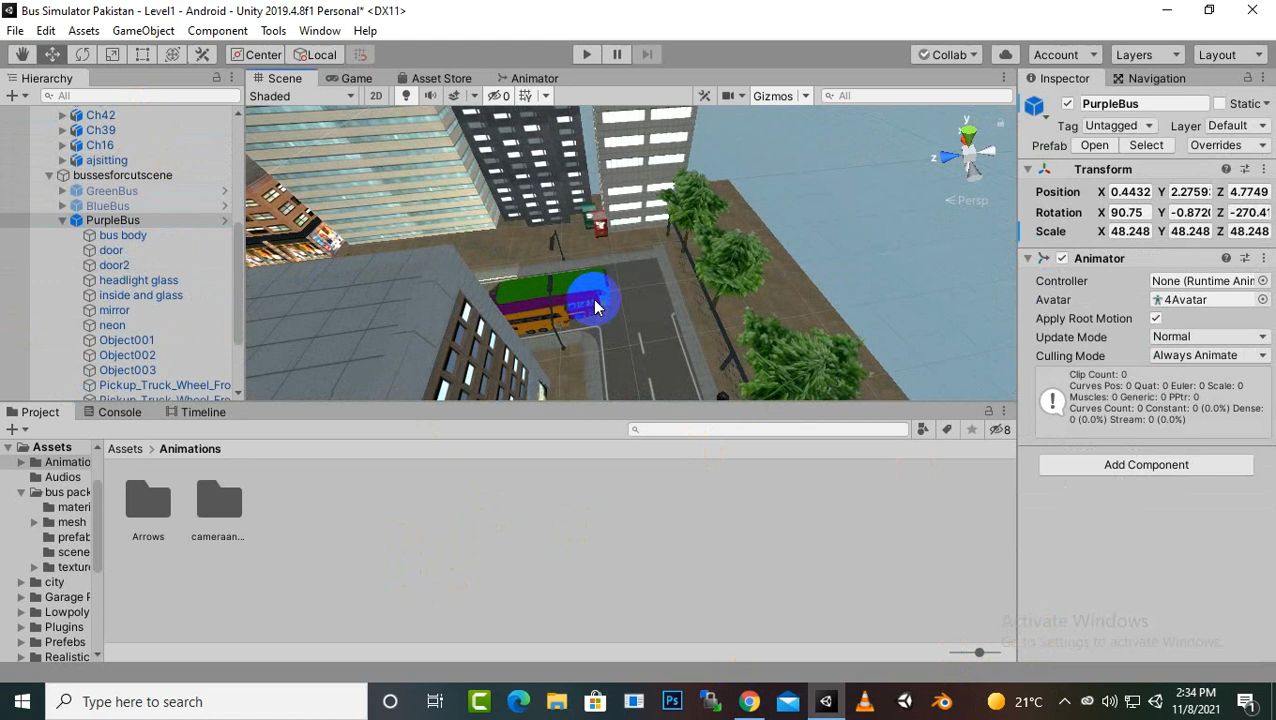 Bus Simulator Pakistan - Level1 - Android - Unity 2019.4.8f1 Personal* <DX11>
File Edit Assets GameObject Component Tools Window Help
Center Local Collab Account Layers Layout
Hierarchy
All
Ch42
Ch39
Ch16
ajsitting
bussesforcutscene
GreenBus
BlueBus
PurpleBus
bus body
door
door2
headlight glass
inside and glass
mirror
neon
Object001
Object002
Object003
Pickup_Truck_Wheel_Fro
Pickup_Truck_Wheel_Fro
Scene Game Asset Store Animator
Shaded 2D 0 Gizmos All
y
z
Persp
Inspector Navigation
PurpleBus Static
Tag Untagged Layer Default
Prefab Open Select Overrides
Transform
Position X 0.4432 Y 2.2759 Z 4.7749
Rotation X 90.75 Y -0.8720 Z -270.4
Scale X 48.248 Y 48.248 Z 48.248
Animator
Controller None (Runtime Anir
Avatar 4Avatar
Apply Root Motion
Update Mode Normal
Culling Mode Always Animate
Clip Count: 0
Curves Pos: 0 Quat: 0 Euler: 0 Scale: 0
Muscles: 0 Generic: 0 PPtr: 0
Curves Count: 0 Constant: 0 (0.0%) Dense:
0 (0.0%) Stream: 0 (0.0%)
Add Component
Project Console Timeline
8
Assets
Animatio
Audios
bus pack
materi
mesh
prefab
scene
texture
city
Garage P
Lowpoly
Plugins
Prefebs
Realistic
Assets > Animations
Arrows
cameraan...
Activate Windows
Go to Settings to activate Windows.
Type here to search
21°C
2:34 PM
11/8/2021
1